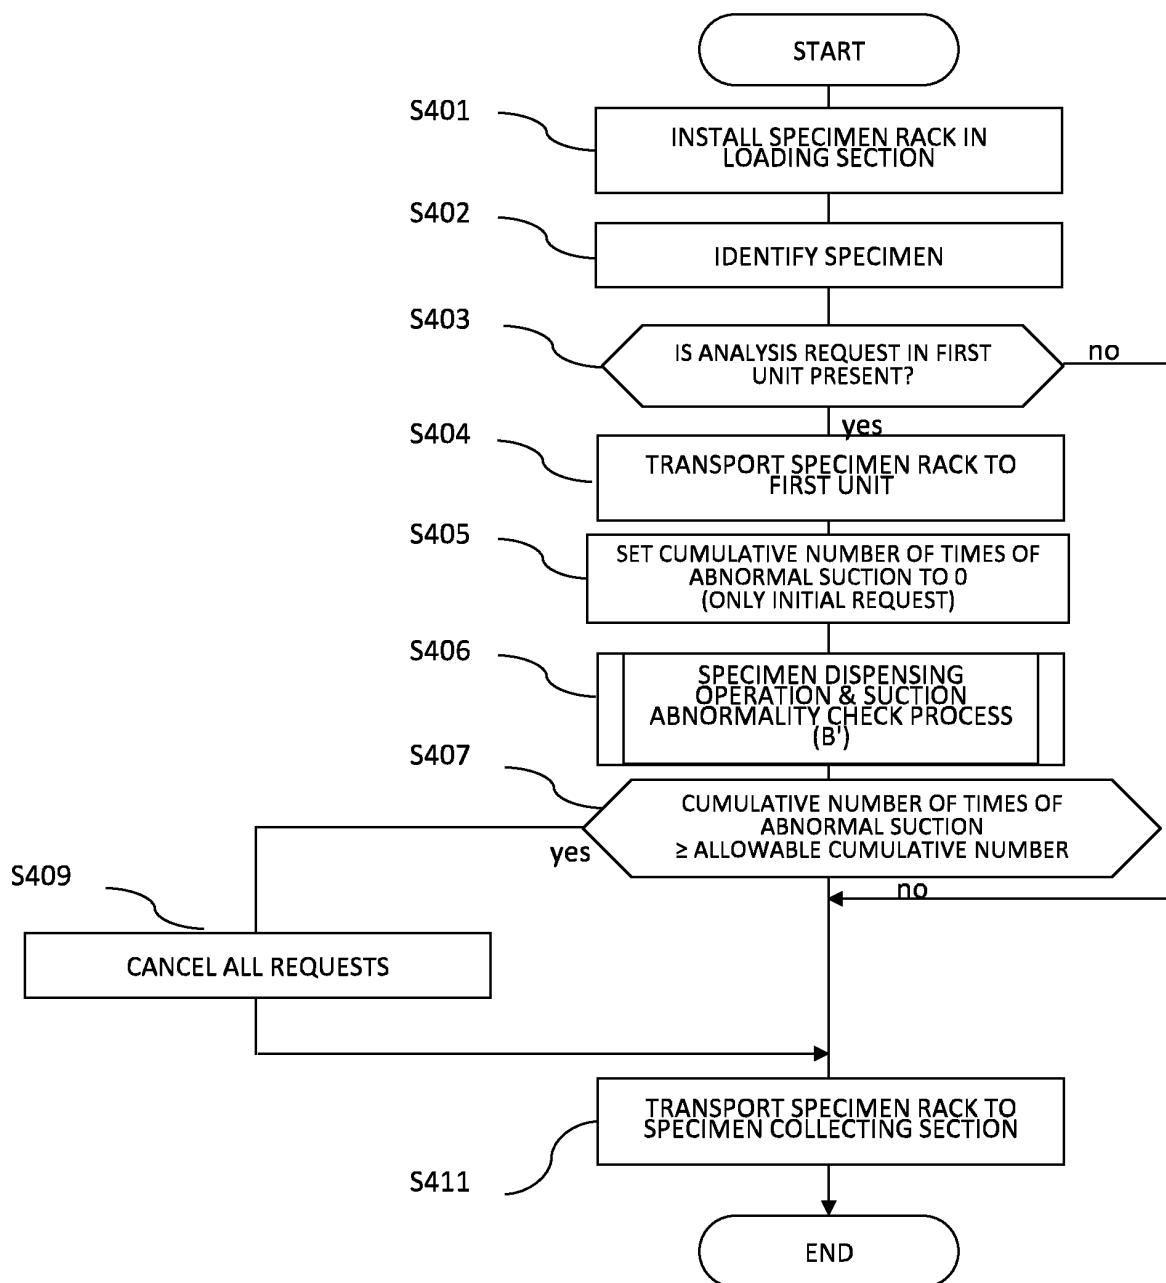 START
S401
INSTALL SPECIMEN RACK IN
LOADING SECTION
S402
IDENTIFY SPECIMEN
S403
IS ANALYSIS REQUEST IN FIRST
UNIT PRESENT?
no
yes
S404
TRANSPORT SPECIMEN RACK TO
FIRST UNIT
S405
SET CUMULATIVE NUMBER OF TIMES OF
ABNORMAL SUCTION TO 0
(ONLY INITIAL REQUEST)
S406
SPECIMEN DISPENSING
OPERATION & SUCTION
ABNORMALITY CHECK PROCESS
(B')
S407
CUMULATIVE NUMBER OF TIMES OF
ABNORMAL SUCTION
≥ ALLOWABLE CUMULATIVE NUMBER
yes
no
S409
CANCEL ALL REQUESTS
TRANSPORT SPECIMEN RACK TO
SPECIMEN COLLECTING SECTION
S411
END